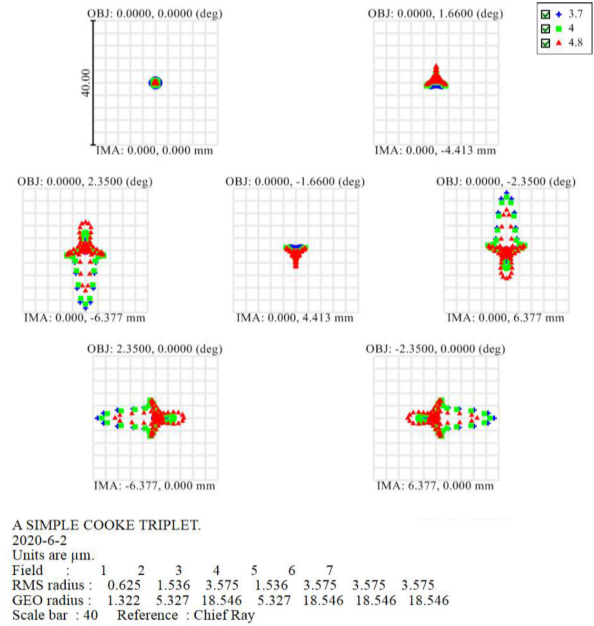 OBJ: 0.0000, 0.0000 (deg)
OBJ: 0.0000, 1.6600 (deg)
3.7
4
4.8
40.00
IMA: 0.000, 0.000 mm
IMA: 0.000, -4.413 mm
OBJ: 0.0000, 2.3500 (deg)
OBJ: 0.0000, -1.6600 (deg)
OBJ: 0.0000, -2.3500 (deg)
IMA: 0.000, -6.377 mm
IMA: 0.000, 4.413 mm
IMA: 0.000, 6.377 mm
OBJ: 2.3500, 0.0000 (deg)
OBJ: -2.3500, 0.0000 (deg)
IMA: -6.377, 0.000 mm
IMA: 6.377, 0.000 mm
A SIMPLE COOKE TRIPLET.
2020-6-2
Units are µm.
Field : 1 2 3 4 5 6 7
RMS radius : 0.625 1.536 3.575 1.536 3.575 3.575 3.575
GEO radius : 1.322 5.327 18.546 5.327 18.546 18.546 18.546
Scale bar : 40 Reference : Chief Ray